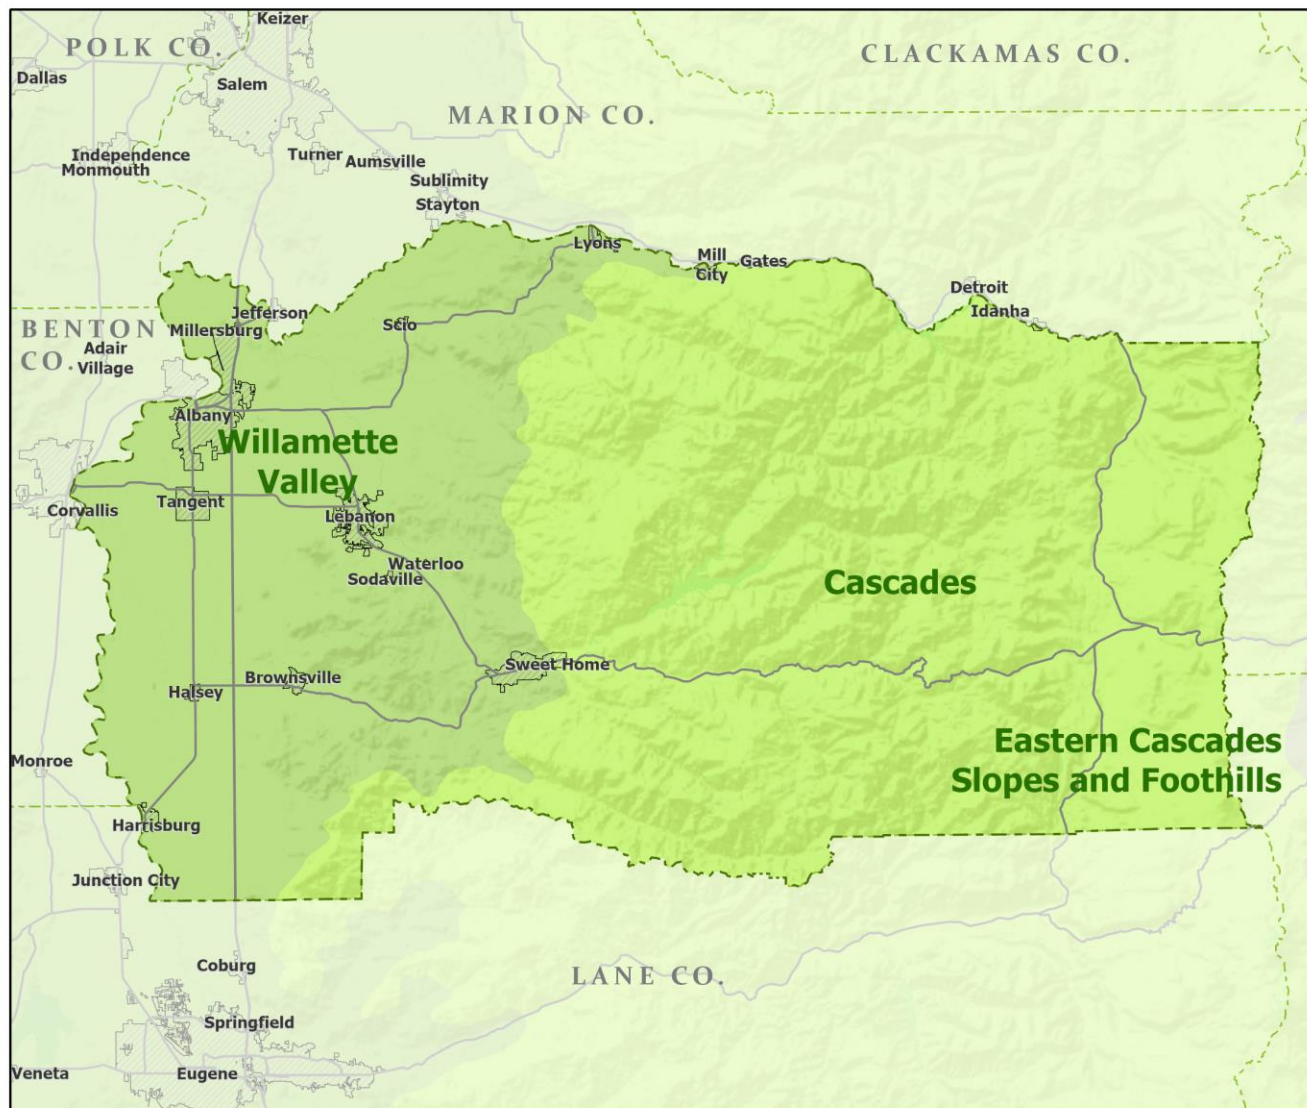 Keizer
POLK CO.
CLACKAMAS CO.
Dallas
Salem
MARION CO.
Independence
Monmouth
Turner
Aumsville
Sublimity
Stayton
Lyons
Mill
City
Gates
Detroit
Idanha
Jefferson
Millersburg
Scio
BENTON
CO.
Adair
Village
Albany
Willamette
Valley
Tangent
Corvallis
Lebanon
Waterloo
Sodaville
Cascades
Sweet Home
Brownsville
Halsey
Eastern Cascades
Slopes and Foothills
Monroe
Harrisburg
Junction City
LANE CO.
Coburg
Springfield
Veneta
Eugene